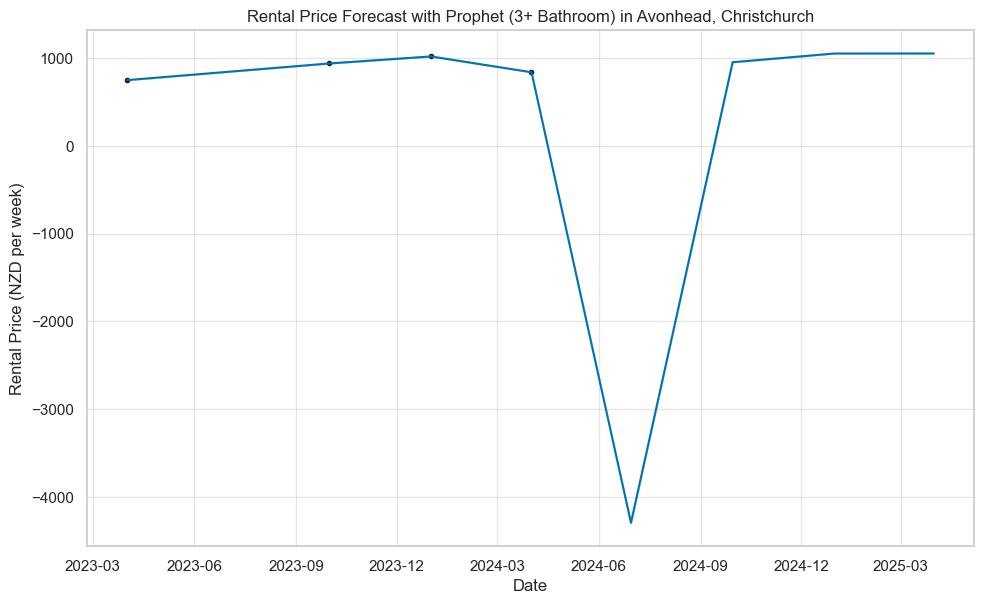 Rental Price Forecast with Prophet (3+ Bathroom) in Avonhead, Christchurch
Rental Price (NZD per week)
1000
0
−1000
−2000
−3000
−4000
2023-03 2023-06 2023-09 2023-12 2024-03 2024-06 2024-09 2024-12 2025-03
Date